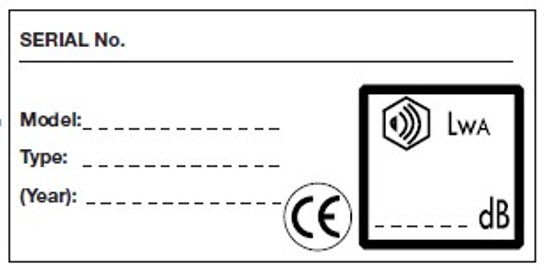 SERIAL No.
Model:_ _ _ _ _ _ _ _ _ _ _ _ _
Type: _ _ _ _ _ _ _ _ _ _ _ _ _
(Year): _ _ _ _ _ _ _ _ _ _ _ _ _
CE
LWA
_ _ _ _ _ _ dB